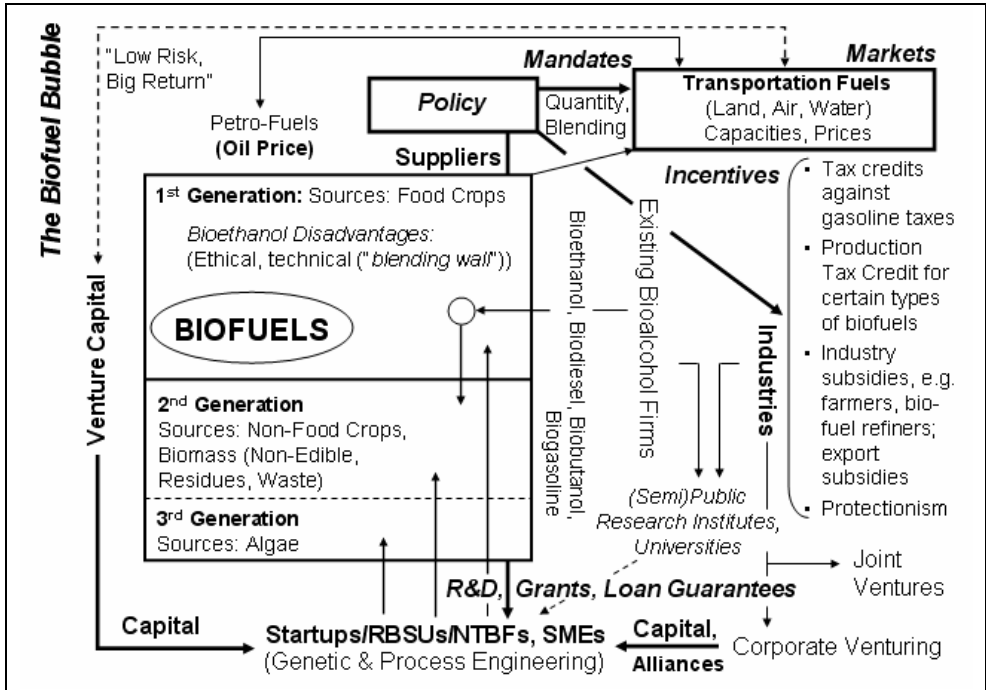 The Biofuel Bubble
"Low Risk,
Big Return"
Mandates
Markets
Policy
Quantity,
Blending
Transportation Fuels
(Land, Air, Water)
Capacities, Prices
Petro-Fuels
(Oil Price)
Suppliers
Incentives
1st Generation: Sources: Food Crops
Bioethanol Disadvantages:
(Ethical, technical ("blending wall"))
BIOFUELS
2nd Generation
Sources: Non-Food Crops,
Biomass (Non-Edible,
Residues, Waste)
3rd Generation
Sources: Algae
Venture Capital
Bioethanol, Biodiesel, Biobutanol,
Biogasoline
Existing Bioalcohol Firms
Industries
▪ Tax credits
against
gasoline taxes
▪ Production
Tax Credit for
certain types
of biofuels
▪ Industry
subsidies, e.g.
farmers, bio-
fuel refiners;
export
subsidies
▪ Protectionism
(Semi)Public
Research Institutes,
Universities
R&D, Grants, Loan Guarantees
Joint
Ventures
Capital
Startups/RBSUs/NTBFs, SMEs
(Genetic & Process Engineering)
Capital,
Alliances
Corporate Venturing